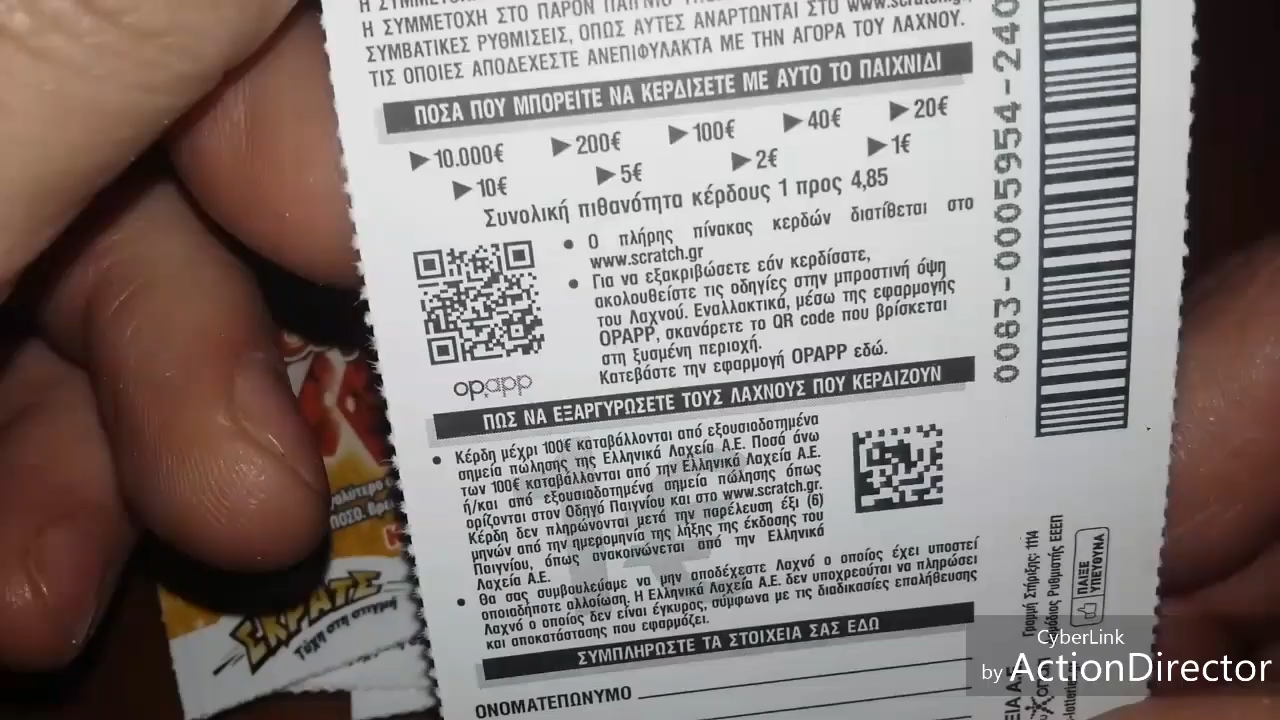 Η ΣΥΜΜΕΤΟΧΗ ΣΤΟ ΠΑΡΟΝ ΠΑΙΓΝΙΟ
ΣΥΜΒΑΤΙΚΕΣ ΡΥΘΜΙΣΕΙΣ, ΟΠΩΣ ΑΥΤΕΣ ΑΝΑΡΤΩΝΤΑΙ ΣΤΟ www.scratch.gr,
ΤΙΣ ΟΠΟΙΕΣ ΑΠΟΔΕΧΕΣΤΕ ΑΝΕΠΙΦΥΛΑΚΤΑ ΜΕ ΤΗΝ ΑΓΟΡΑ ΤΟΥ ΛΑΧΝΟΥ.
ΠΟΣΑ ΠΟΥ ΜΠΟΡΕΙΤΕ ΝΑ ΚΕΡΔΙΣΕΤΕ ΜΕ ΑΥΤΟ ΤΟ ΠΑΙΧΝΙΔΙ
▶10.000€ ▶200€ ▶100€ ▶40€ ▶20€
▶10€ ▶5€ ▶2€ ▶1€
Συνολική πιθανότητα κέρδους 1 προς 4,85
• Ο πλήρης πίνακας κερδών διατίθεται στο
www.scratch.gr
• Για να εξακριβώσετε εάν κερδίσατε,
ακολουθείστε τις οδηγίες στην μπροστινή όψη
του Λαχνού. Εναλλακτικά, μέσω της εφαρμογής
OPAPP, σκανάρετε το QR code που βρίσκεται
στη ξυσμένη περιοχή.
Κατεβάστε την εφαρμογή OPAPP εδώ.
opapp
ΠΩΣ ΝΑ ΕΞΑΡΓΥΡΩΣΕΤΕ ΤΟΥΣ ΛΑΧΝΟΥΣ ΠΟΥ ΚΕΡΔΙΖΟΥΝ
• Κέρδη μέχρι 100€ καταβάλλονται από εξουσιοδοτημένα
σημεία πώλησής της Ελληνικά Λαχεία Α.Ε. Ποσά άνω
των 100€ καταβάλλονται από την Ελληνικά Λαχεία Α.Ε.
ή/και από εξουσιοδοτημένα σημεία πώλησης όπως
ορίζονται στον Οδηγό Παιγνίου και στο www.scratch.gr.
Κέρδη δεν πληρώνονται μετά την παρέλευση έξι (6)
μηνών από την ημερομηνία της λήξης της έκδοσης του
Παιγνίου, όπως ανακοινώνεται από την Ελληνικά
Λαχεία Α.Ε.
• Θα σας συμβουλεύαμε να μην αποδέχεστε Λαχνό ο οποίος έχει υποστεί
οποιαδήποτε αλλοίωση. Η Ελληνικά Λαχεία Α.Ε. δεν υποχρεούται να πληρώσει
Λαχνό ο οποίος δεν είναι έγκυρος, σύμφωνα με τις διαδικασίες επαλήθευσης
και αποκατάστασης που εφαρμόζει.
ΣΥΜΠΛΗΡΩΣΤΕ ΤΑ ΣΤΟΙΧΕΙΑ ΣΑΣ ΕΔΩ
ΟΝΟΜΑΤΕΠΩΝΥΜΟ
0083-0005954-240
Γραμμή Στήριξης: 1114
Ρυθμιστής ΕΕΕΠ
ΠΑΙΞΕ
ΥΠΕΥΘΥΝΑ
ΣΚΡΑΤΣ
Τύχη στη στιγμή
CyberLink
by ActionDirector